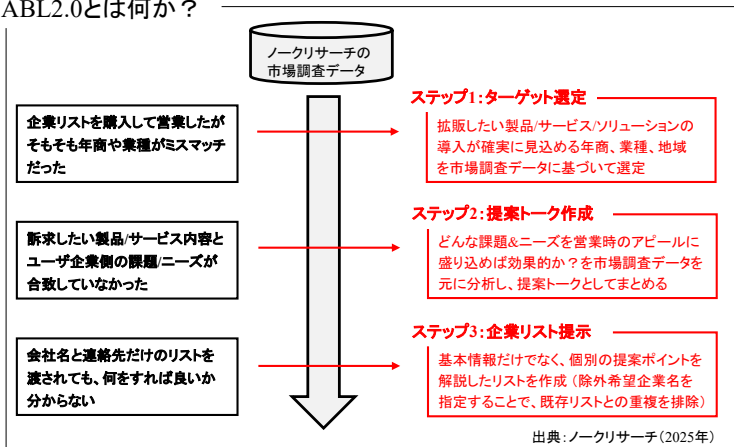 ABL2.0とは何か？
ノークリサーチの
市場調査データ
企業リストを購入して営業したが
そもそも年商や業種がミスマッチ
だった
ステップ1:ターゲット選定
拡販したい製品/サービス/ソリューションの
導入が確実に見込める年商、業種、地域
を市場調査データに基づいて選定
訴求したい製品/サービス内容と
ユーザ企業側の課題/ニーズが
合致していなかった
ステップ2:提案トーク作成
どんな課題&ニーズを営業時のアピールに
盛り込めば効果的か？を市場調査データを
元に分析し、提案トークとしてまとめる
会社名と連絡先だけのリストを
渡されても、何をすれば良いか
分からない
ステップ3:企業リスト提示
基本情報だけでなく、個別の提案ポイントを
解説したリストを作成（除外希望企業名を
指定することで、既存リストとの重複を排除）
出典:ノークリサーチ(2025年)